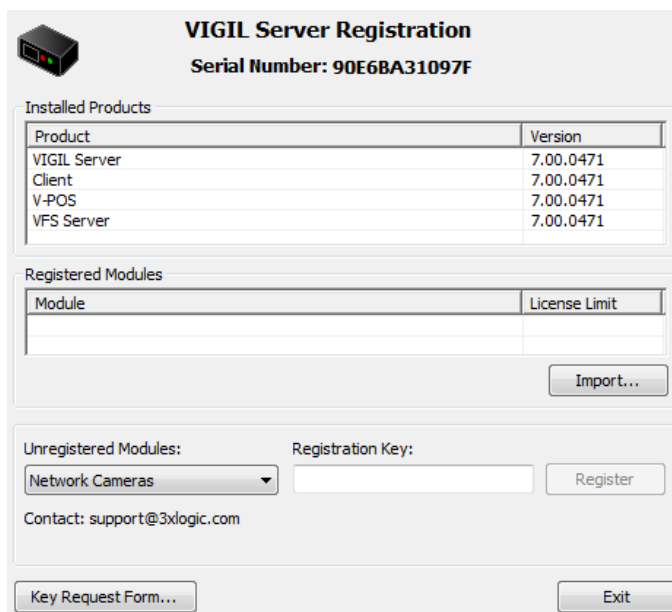 VIGIL Server Registration
Serial Number: 90E6BA31097F
Installed Products
Product Version
VIGIL Server 7.00.0471
Client 7.00.0471
V-POS 7.00.0471
VFS Server 7.00.0471
Registered Modules
Module License Limit
Import...
Unregistered Modules: Registration Key:
Network Cameras Register
Contact: support@3xlogic.com
Key Request Form... Exit